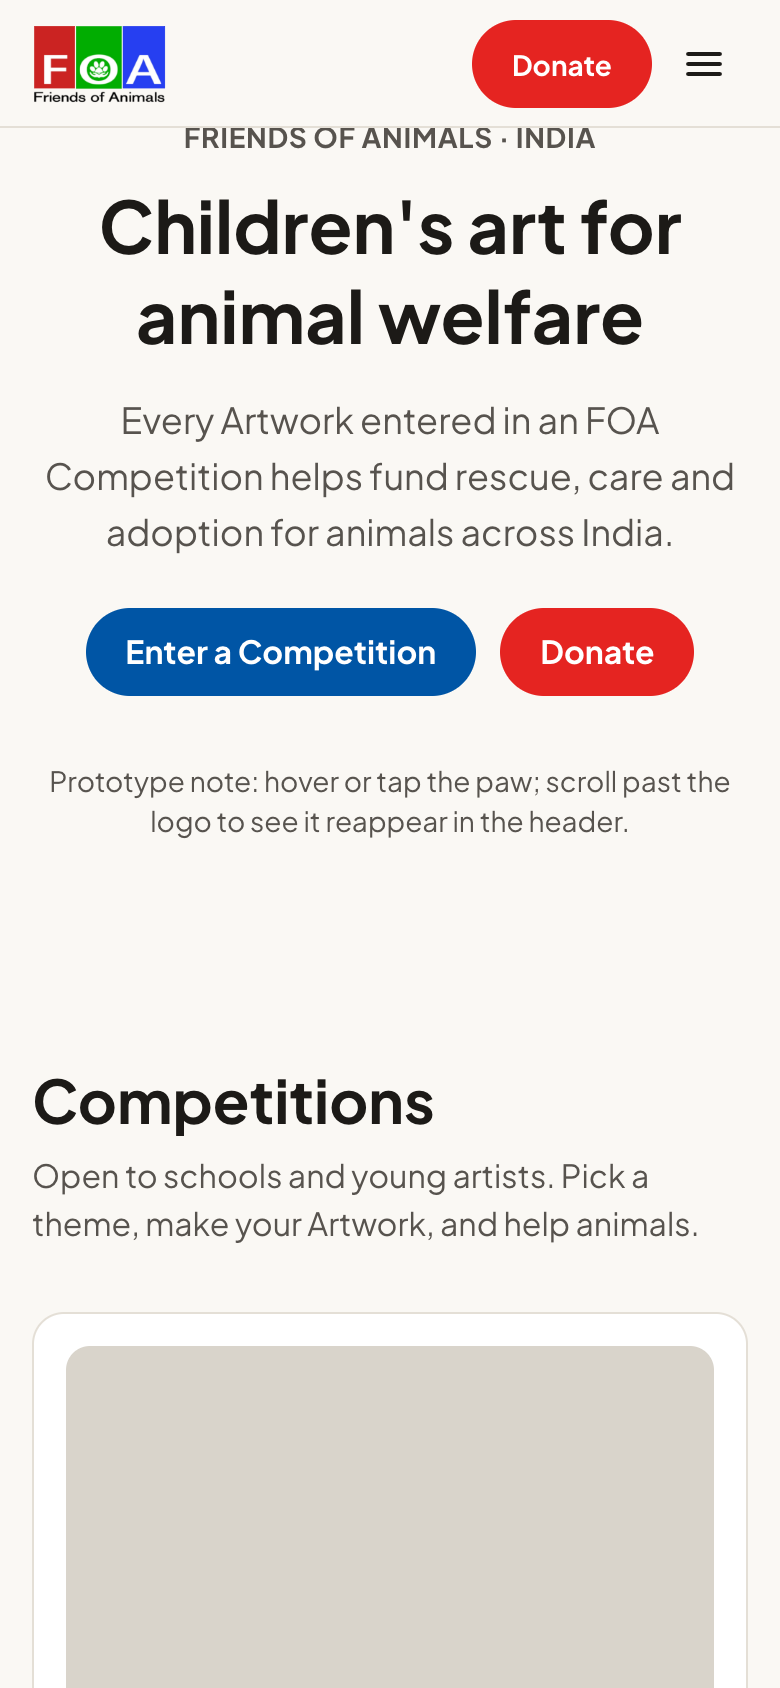 FOA
Friends of Animals
Donate
FRIENDS OF ANIMALS · INDIA
Children's art for
animal welfare
Every Artwork entered in an FOA
Competition helps fund rescue, care and
adoption for animals across India.
Enter a Competition
Donate
Prototype note: hover or tap the paw; scroll past the
logo to see it reappear in the header.
Competitions
Open to schools and young artists. Pick a
theme, make your Artwork, and help animals.